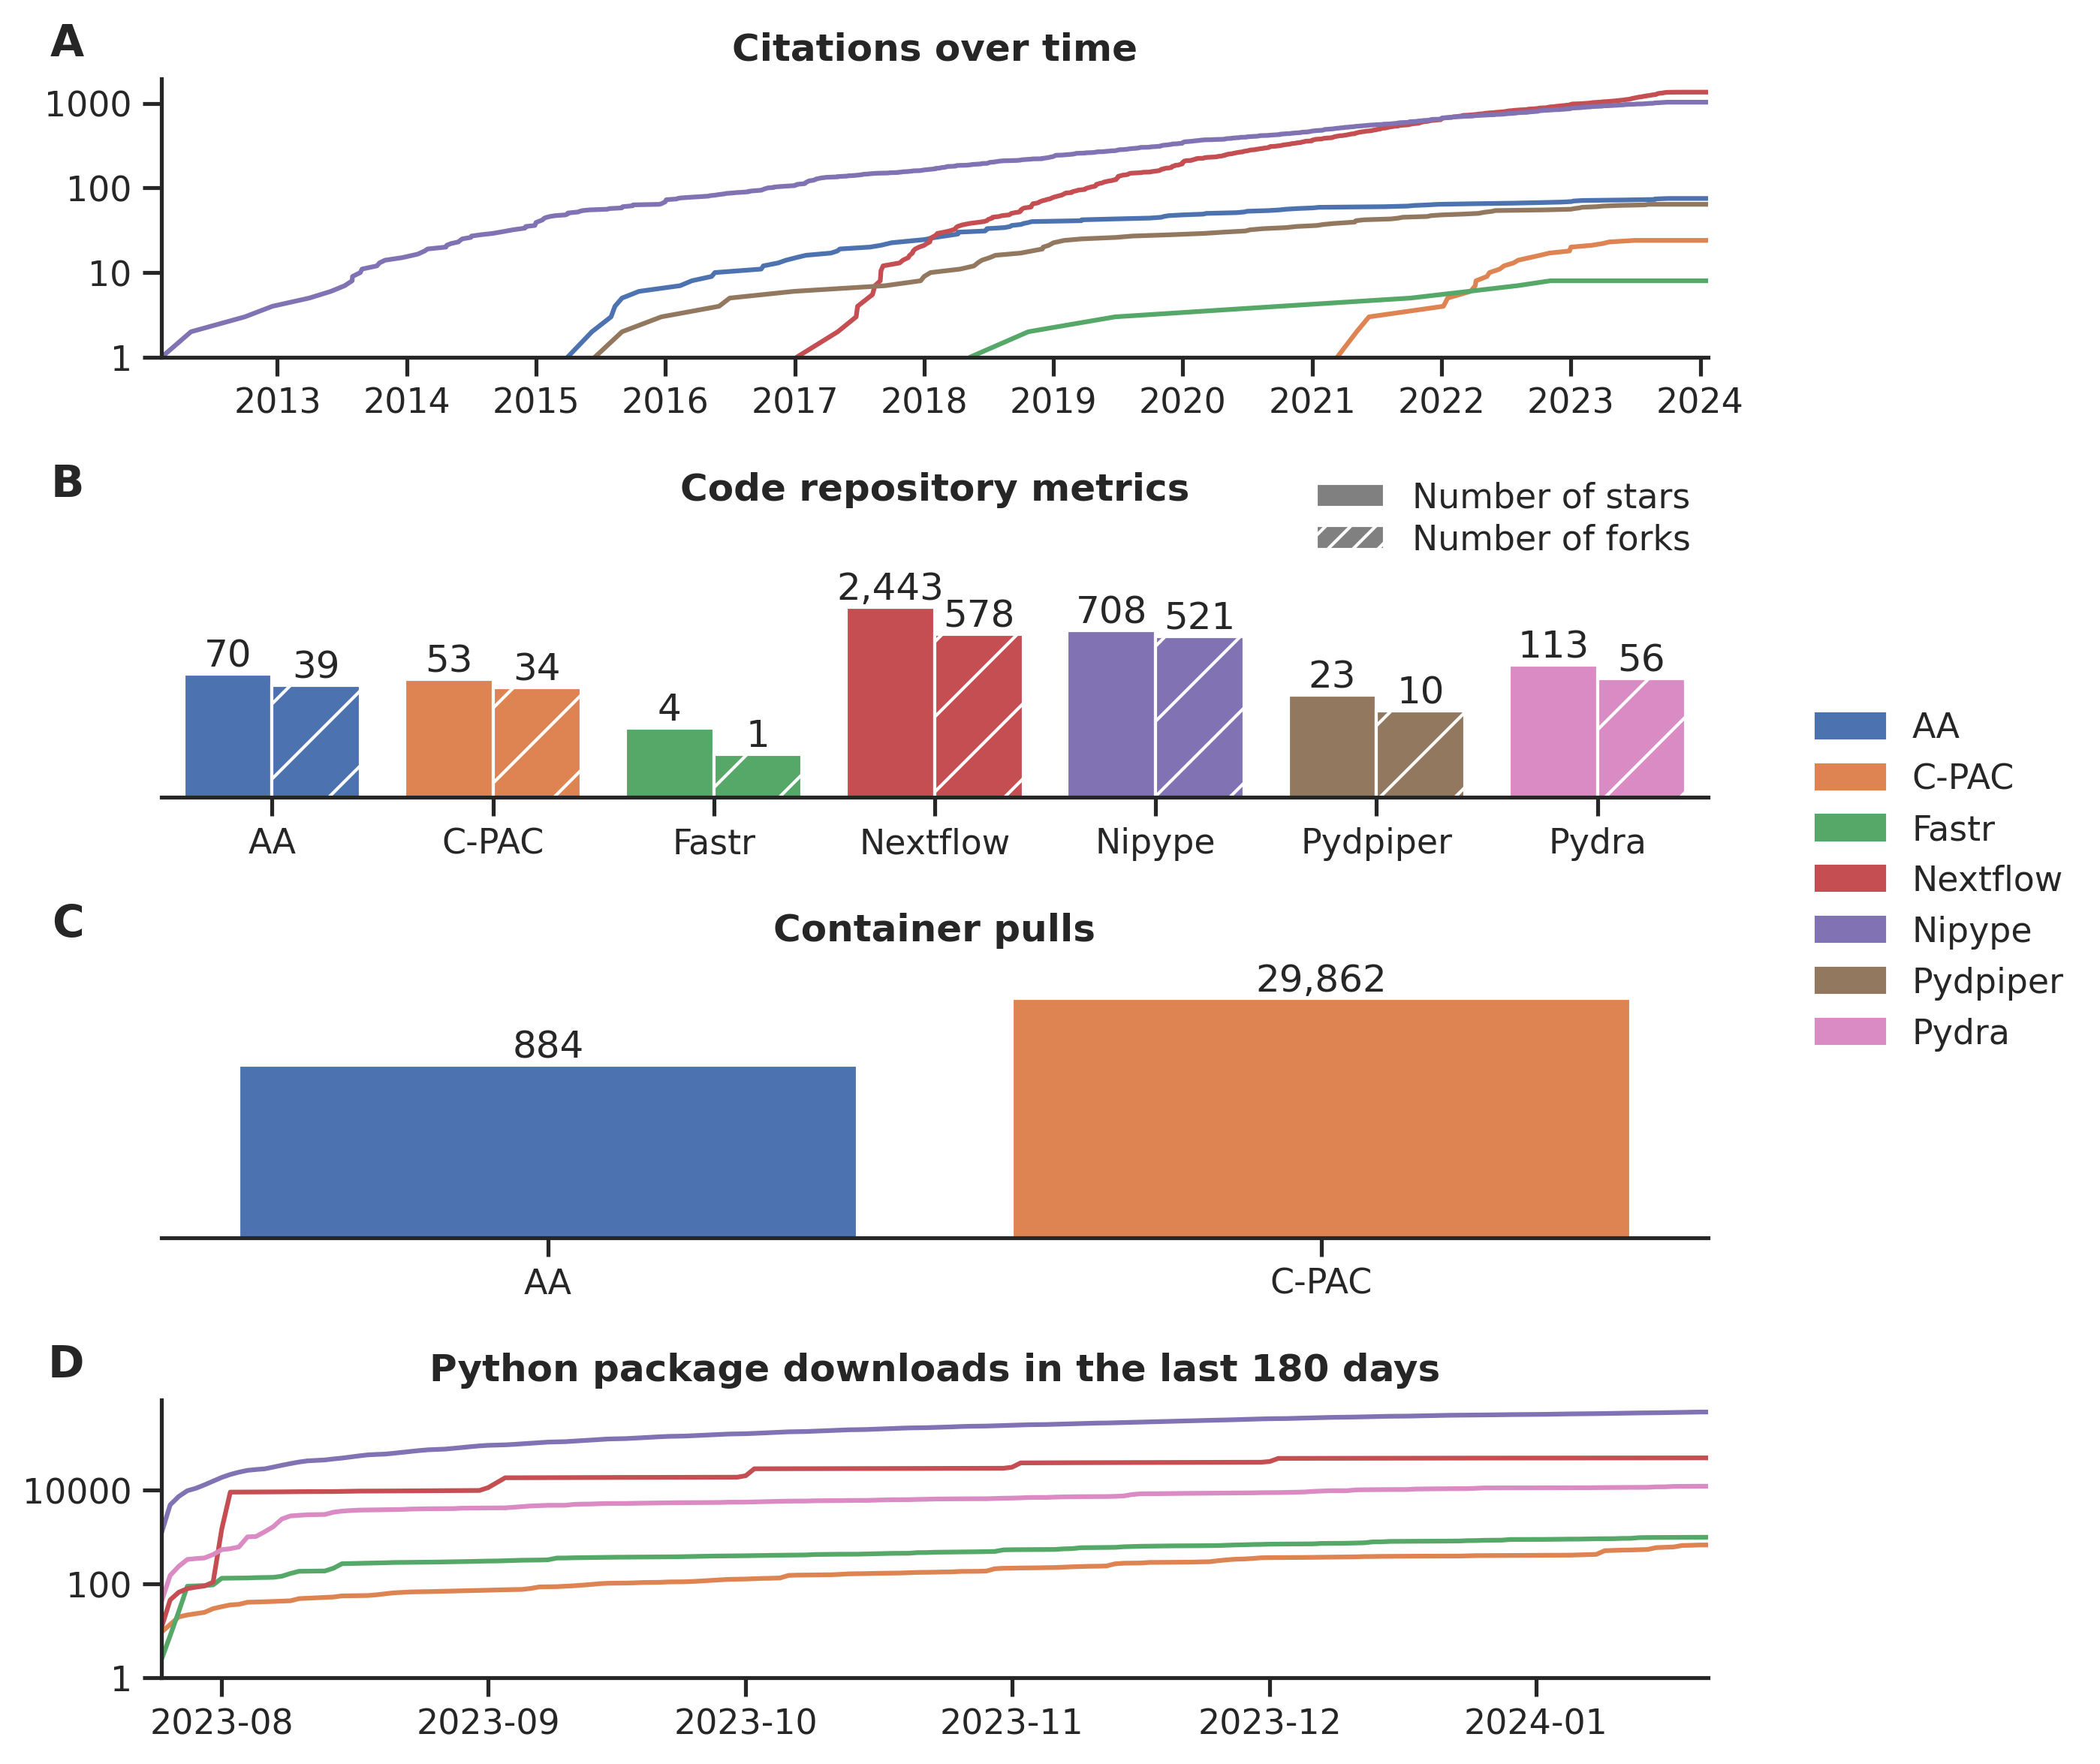 A
Citations over time
1000
100
10
1
2013 2014 2015 2016 2017 2018 2019 2020 2021 2022 2023 2024
B
Code repository metrics
Number of stars
Number of forks
70 39 53 34 4 1 2,443 578 708 521 23 10 113 56
AA C-PAC Fastr Nextflow Nipype Pydpiper Pydra
AA
C-PAC
Fastr
Nextflow
Nipype
Pydpiper
Pydra
C
Container pulls
884 29,862
AA C-PAC
D
Python package downloads in the last 180 days
10000
100
1
2023-08 2023-09 2023-10 2023-11 2023-12 2024-01